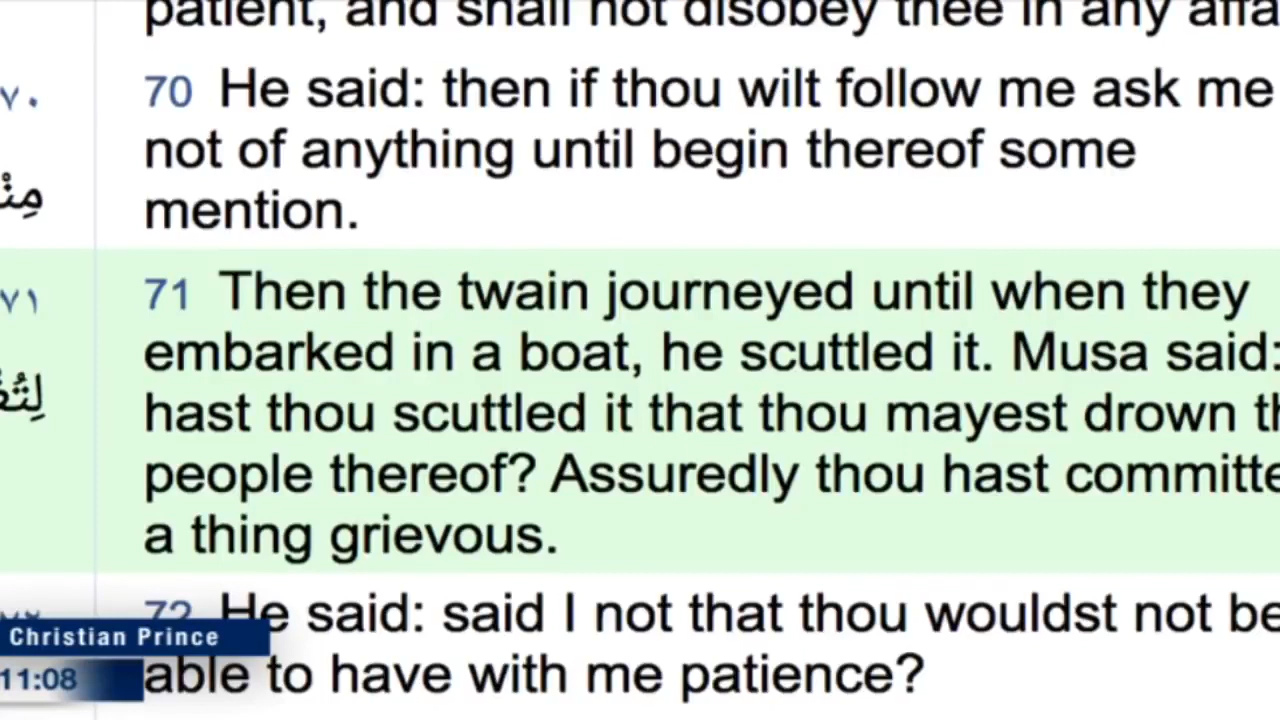 patient, and shall not disobey thee in any affa
٧٠ 70 He said: then if thou wilt follow me ask me
not of anything until begin thereof some
mention.
٧١ 71 Then the twain journeyed until when they
embarked in a boat, he scuttled it. Musa said:
hast thou scuttled it that thou mayest drown th
people thereof? Assuredly thou hast committe
a thing grievous.
72 He said: said I not that thou wouldst not be
able to have with me patience?
Christian Prince
11:08